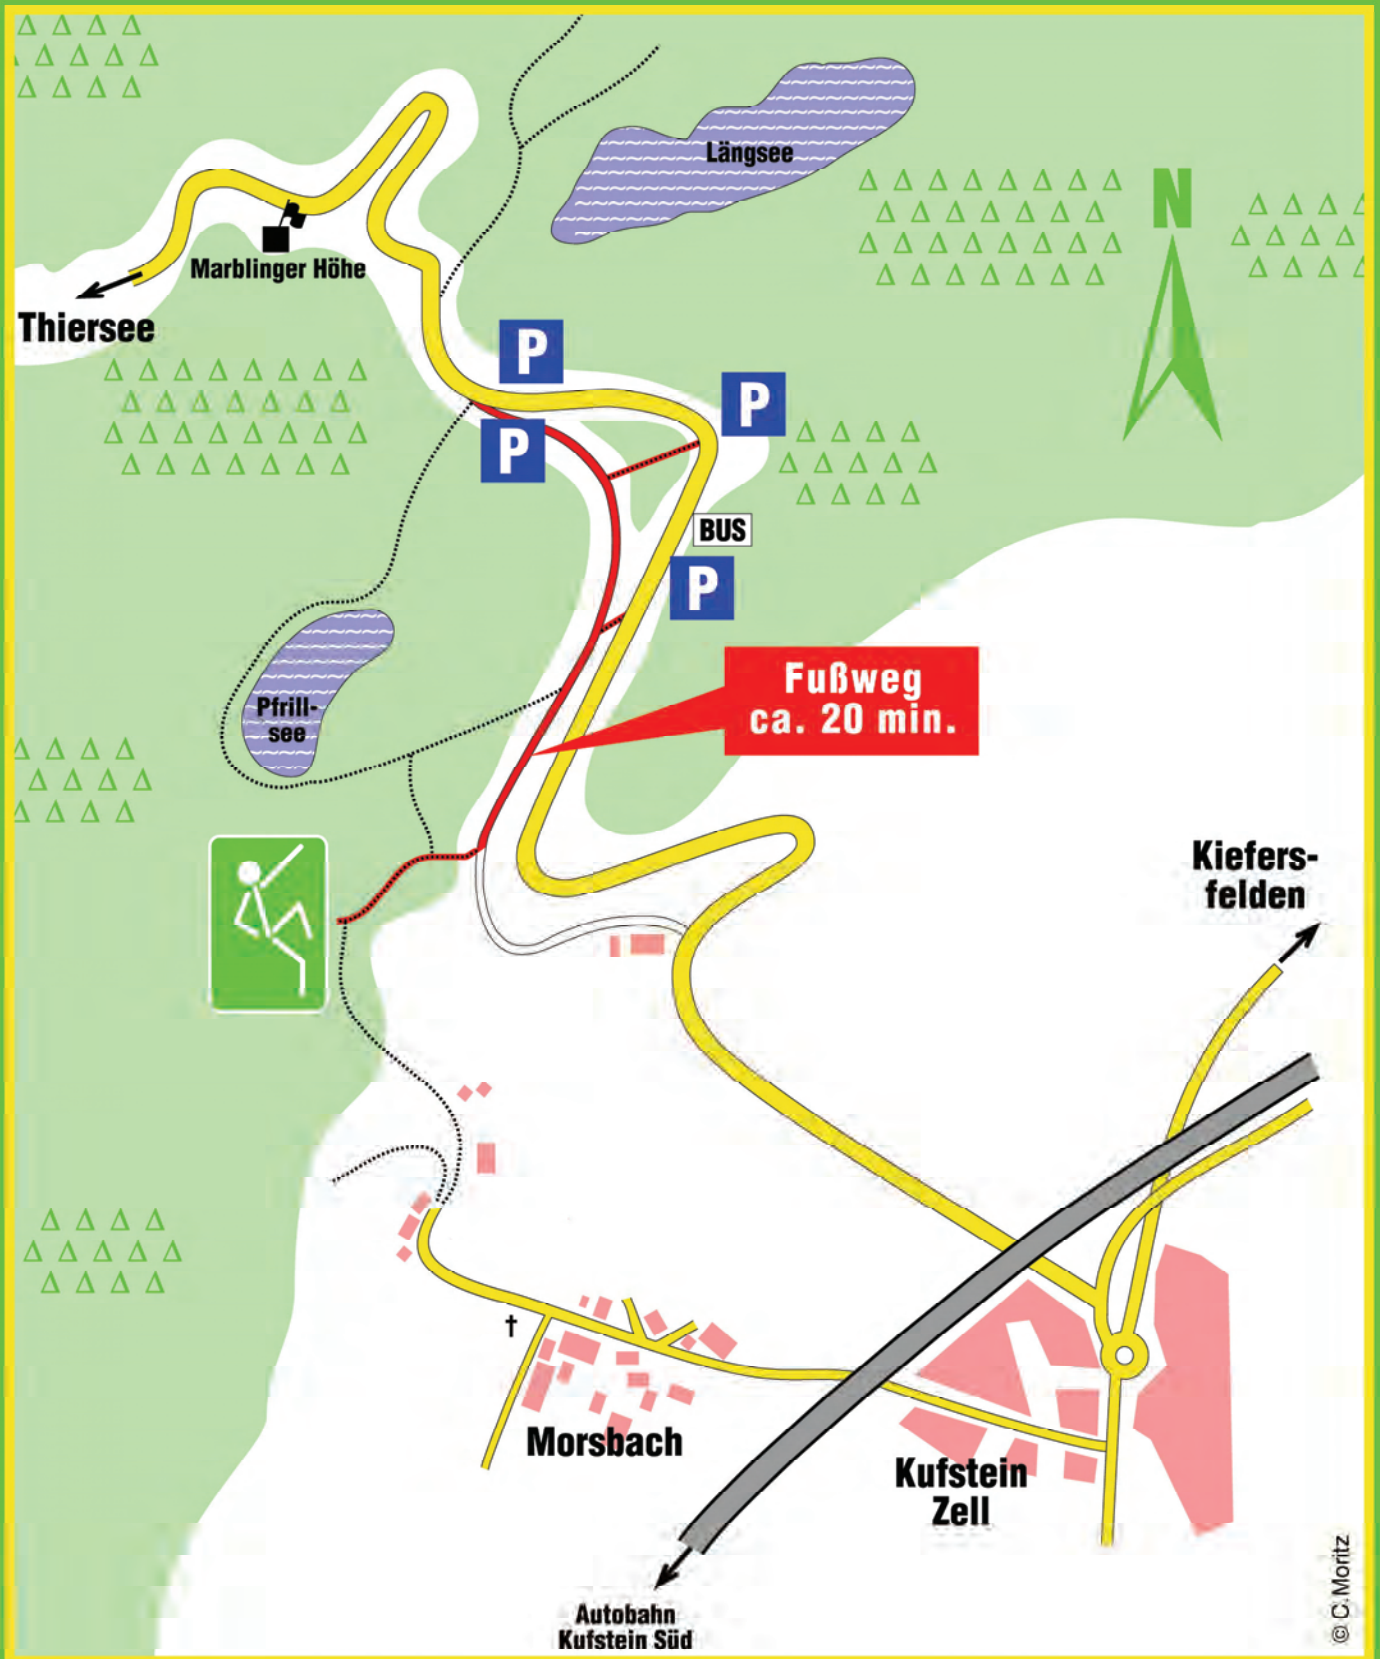 Längsee
N
Marblinger Höhe
Thiersee
P
P
P
BUS
P
Fußweg
ca. 20 min.
Pfrill-
see
Kiefers-
felden
Morsbach
Kufstein
Zell
Autobahn
Kufstein Süd
© C.Moritz